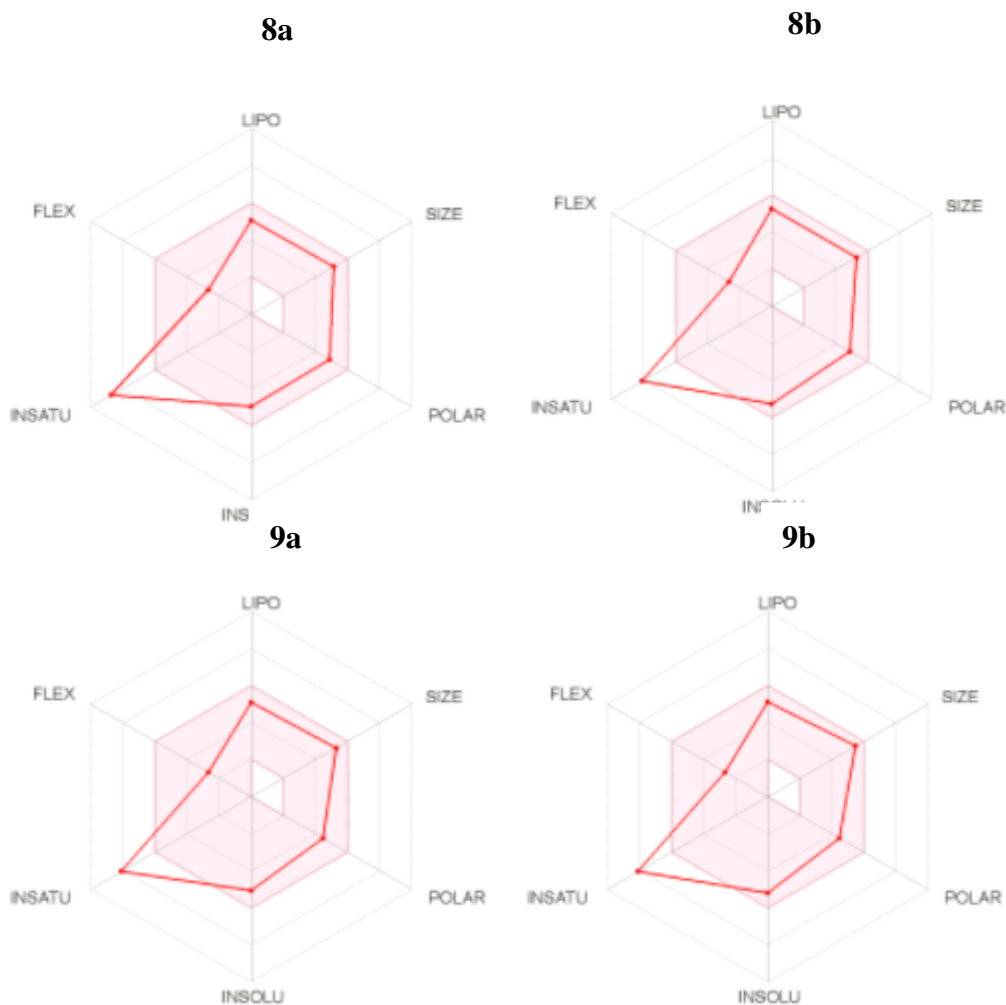 8a
8b
LIPO
LIPO
FLEX
SIZE
FLEX
SIZE
INSATU
POLAR
INSATU
POLAR
INS
9a
9b
LIPO
LIPO
FLEX
SIZE
FLEX
SIZE
INSATU
POLAR
INSATU
POLAR
INSOLU
INSOLU